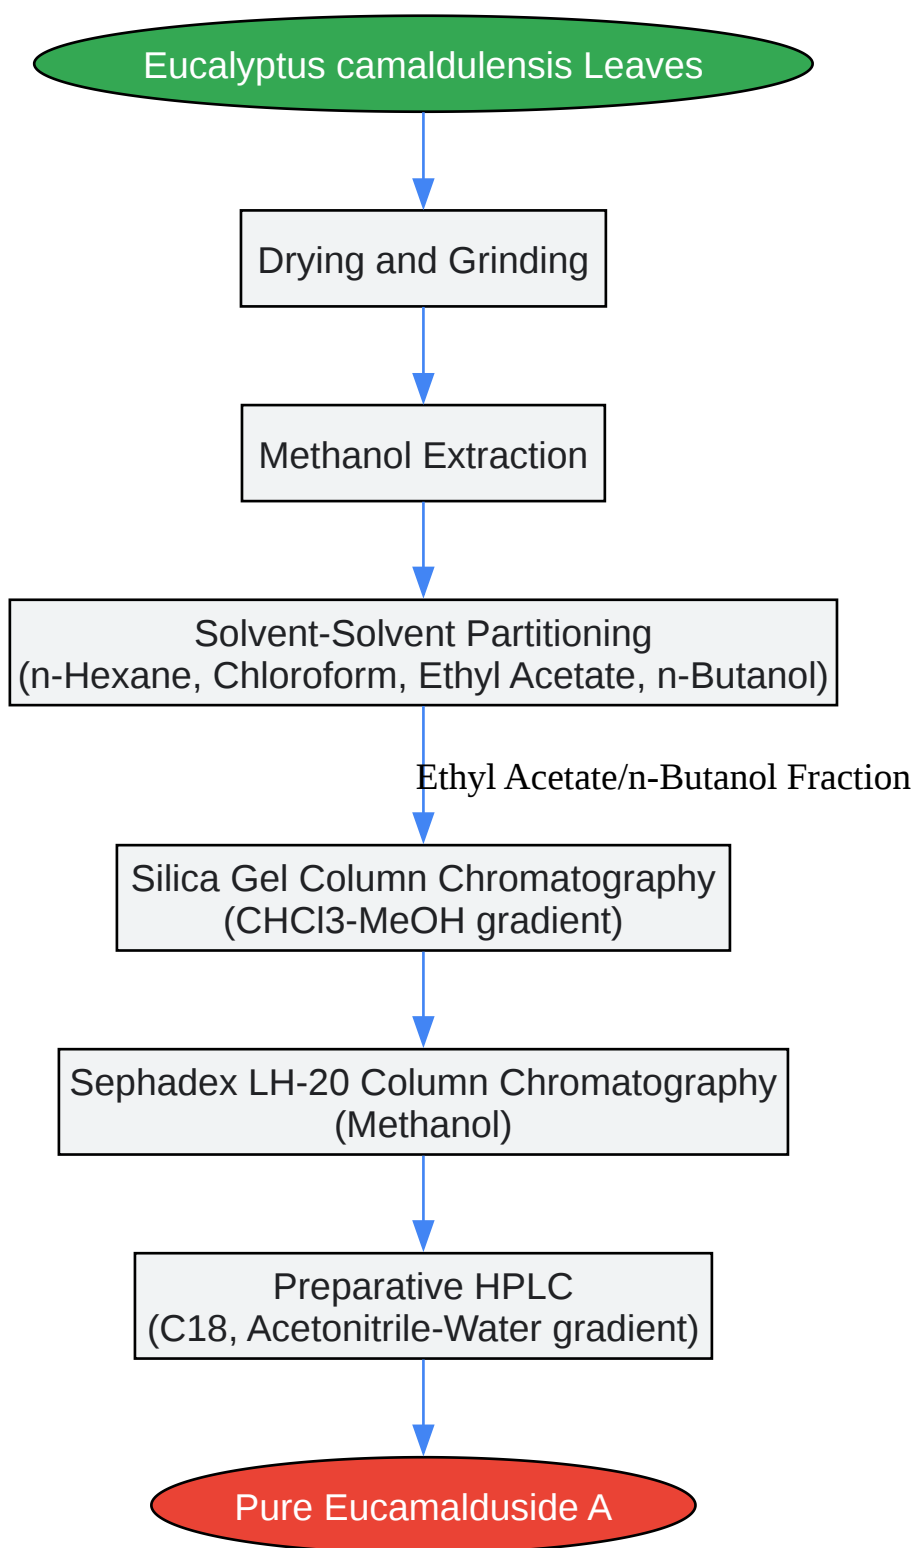 Eucalyptus camaldulensis Leaves
Drying and Grinding
Methanol Extraction
Solvent-Solvent Partitioning
(n-Hexane, Chloroform, Ethyl Acetate, n-Butanol)
Ethyl Acetate/n-Butanol Fraction
Silica Gel Column Chromatography
(CHCl3-MeOH gradient)
Sephadex LH-20 Column Chromatography
(Methanol)
Preparative HPLC
(C18, Acetonitrile-Water gradient)
Pure Eucamalduside A